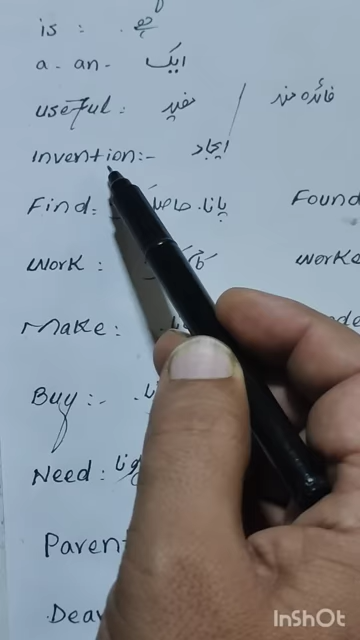 is : ہے
a - an - ایک
useful : مفید / فائدہ مند
Invention:- ایجاد
Find: پانا. حاصل Found
Work : worke
Make :
Buy :-
Need : ہونا
Parent
Dear
InShOt